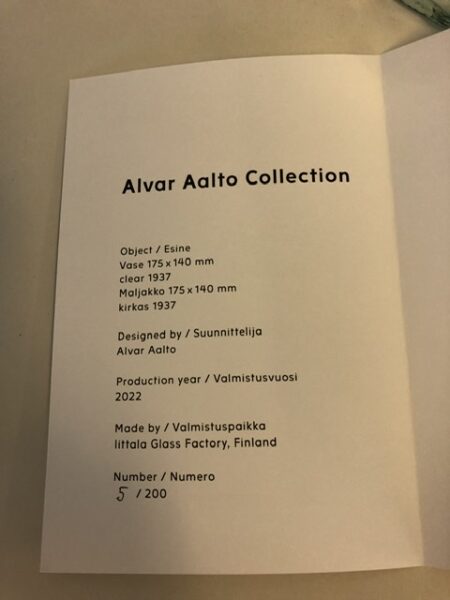 Alvar Aalto Collection
Object / Esine
Vase 175 x 140 mm
clear 1937
Maljakko 175 x 140 mm
kirkas 1937
Designed by / Suunnittelija
Alvar Aalto
Production year / Valmistusvuosi
2022
Made by / Valmistuspaikka
Iittala Glass Factory, Finland
Number / Numero
5 / 200